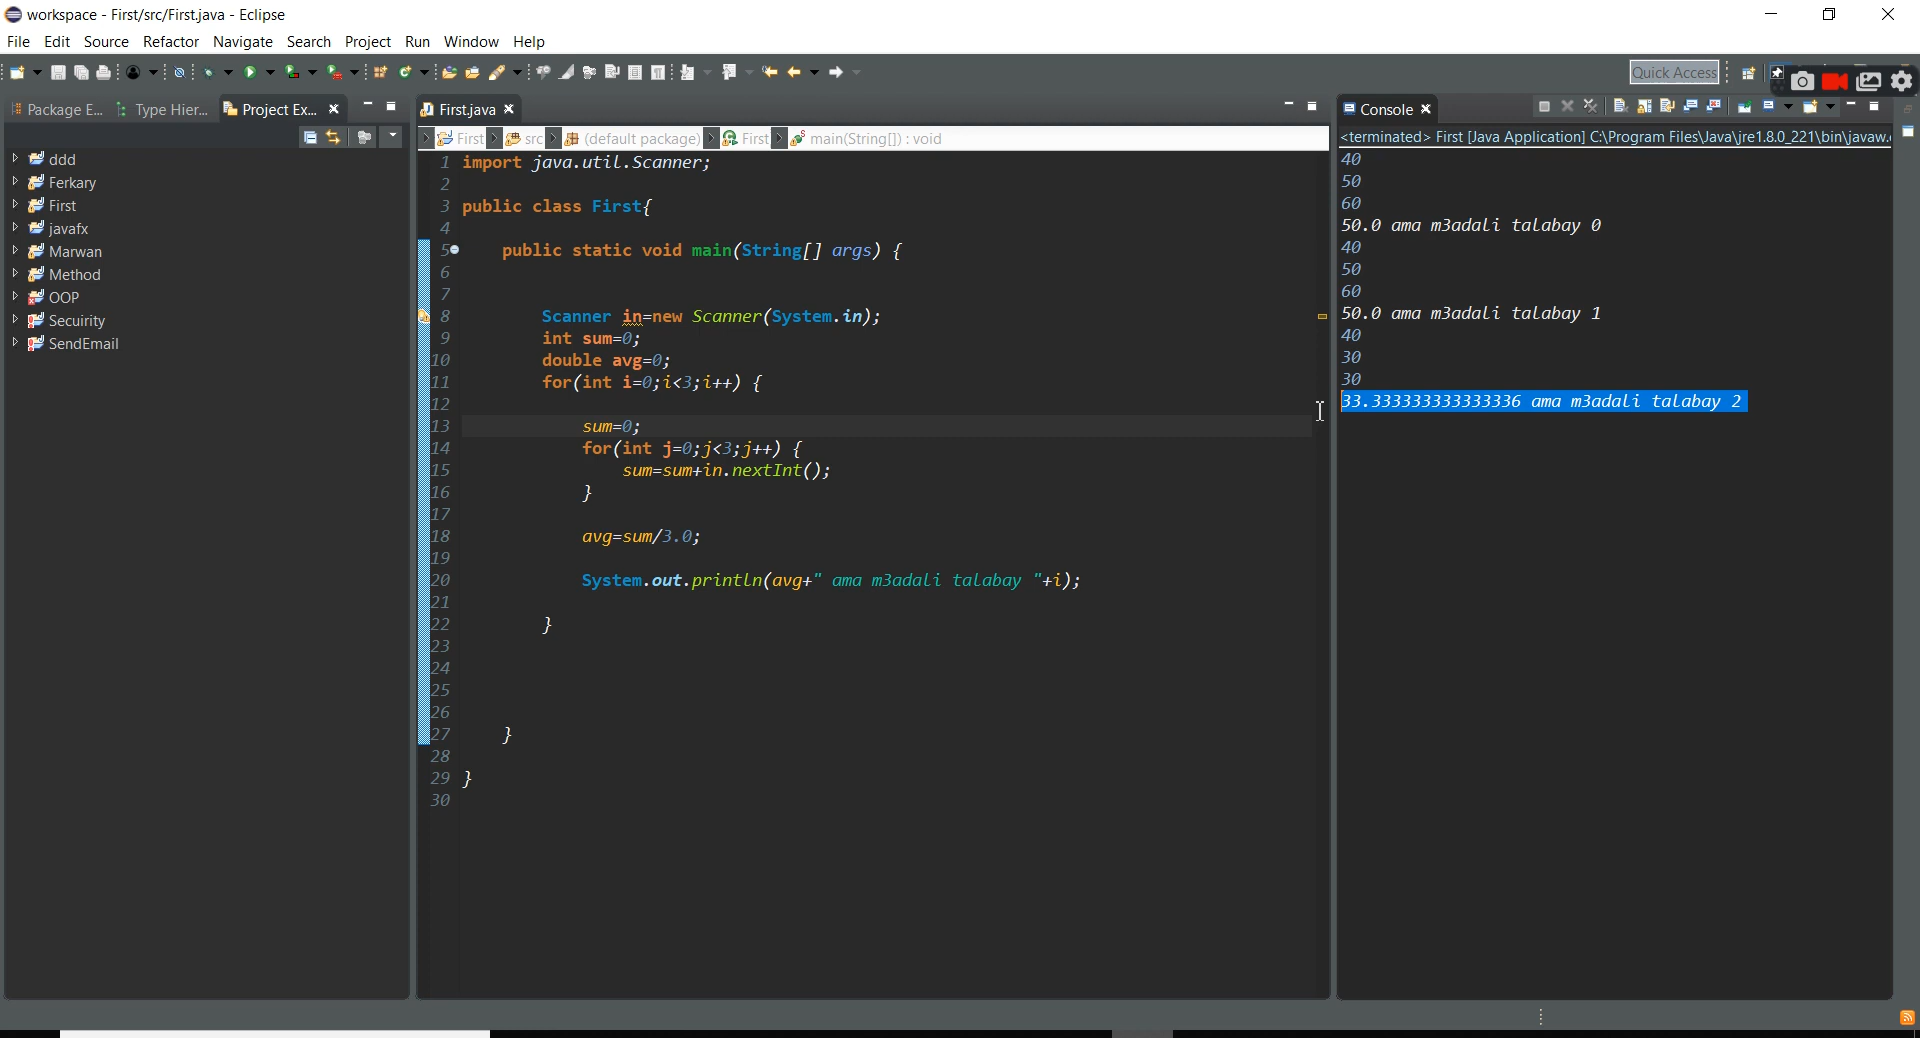 workspace - First/src/First.java - Eclipse
File Edit Source Refactor Navigate Search Project Run Window Help
Quick Access
Package E... Type Hier... Project Ex...
ddd
Ferkary
First
javafx
Marwan
Method
OOP
Secuirity
SendEmail
First.java
First src (default package) First main(String[]) : void
1 import java.util.Scanner;
2
3 public class First{
4
5 public static void main(String[] args) {
6
7
8 Scanner in=new Scanner(System.in);
9 int sum=0;
10 double avg=0;
11 for(int i=0;i<3;i++) {
12
13 sum=0;
14 for(int j=0;j<3;j++) {
15 sum=sum+in.nextInt();
16 }
17
18 avg=sum/3.0;
19
20 System.out.println(avg+" ama m3adali talabay "+i);
21
22 }
23
24
25
26
27 }
28
29 }
30
Console
<terminated> First [Java Application] C:\Program Files\Java\jre1.8.0_221\bin\javaw.
40
50
60
50.0 ama m3adali talabay 0
40
50
60
50.0 ama m3adali talabay 1
40
30
30
33.333333333333336 ama m3adali talabay 2